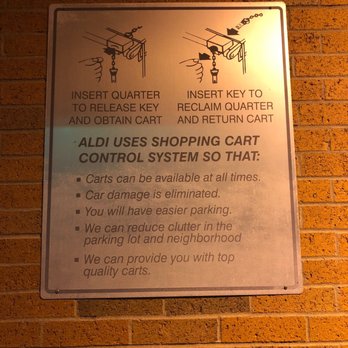 INSERT QUARTER
TO RELEASE KEY
AND OBTAIN CART
INSERT KEY TO
RECLAIM QUARTER
AND RETURN CART
ALDI USES SHOPPING CART
CONTROL SYSTEM SO THAT:
▪ Carts can be available at all times.
▪ Car damage is eliminated.
▪ You will have easier parking.
▪ We can reduce clutter in the
parking lot and neighborhood
▪ We can provide you with top
quality carts.